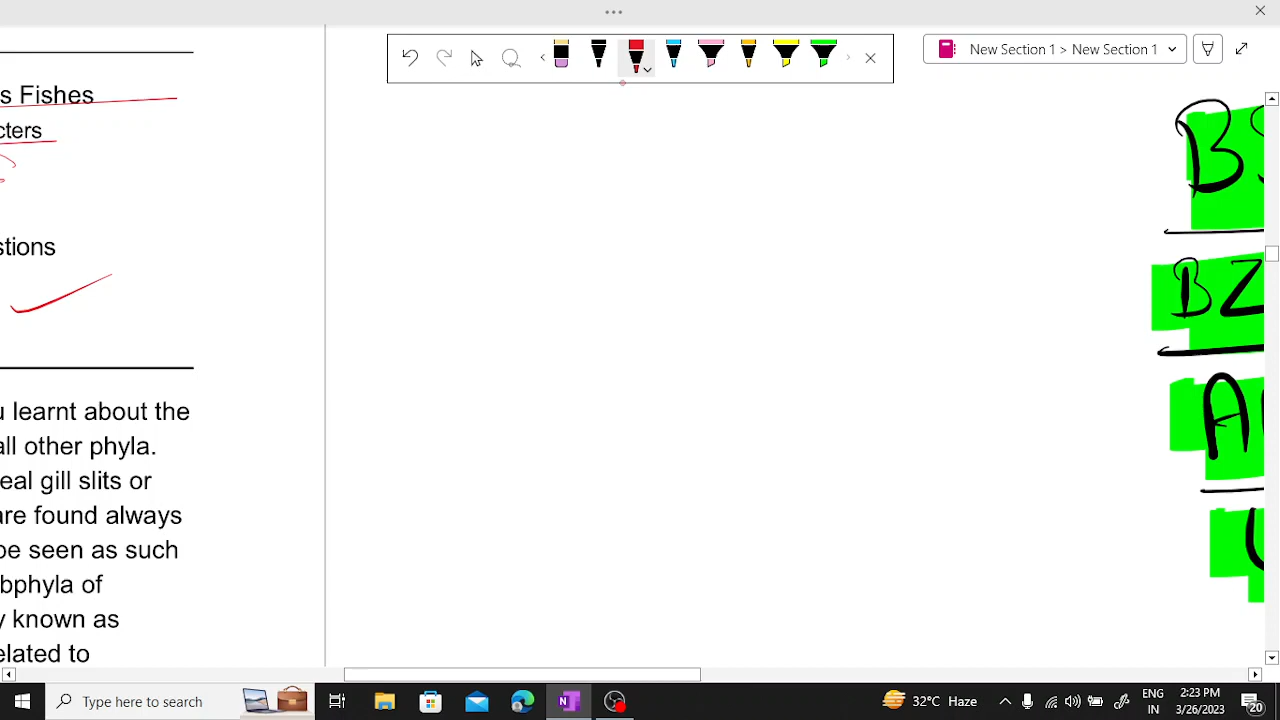 New Section 1 > New Section 1
s Fishes
cters
stions
u learnt about the
all other phyla.
eal gill slits or
are found always
be seen as such
bphyla of
y known as
elated to
B
BZ
A
U
Type here to search
32°C Haze
ENG
IN
2:23 PM
3/26/2023
20